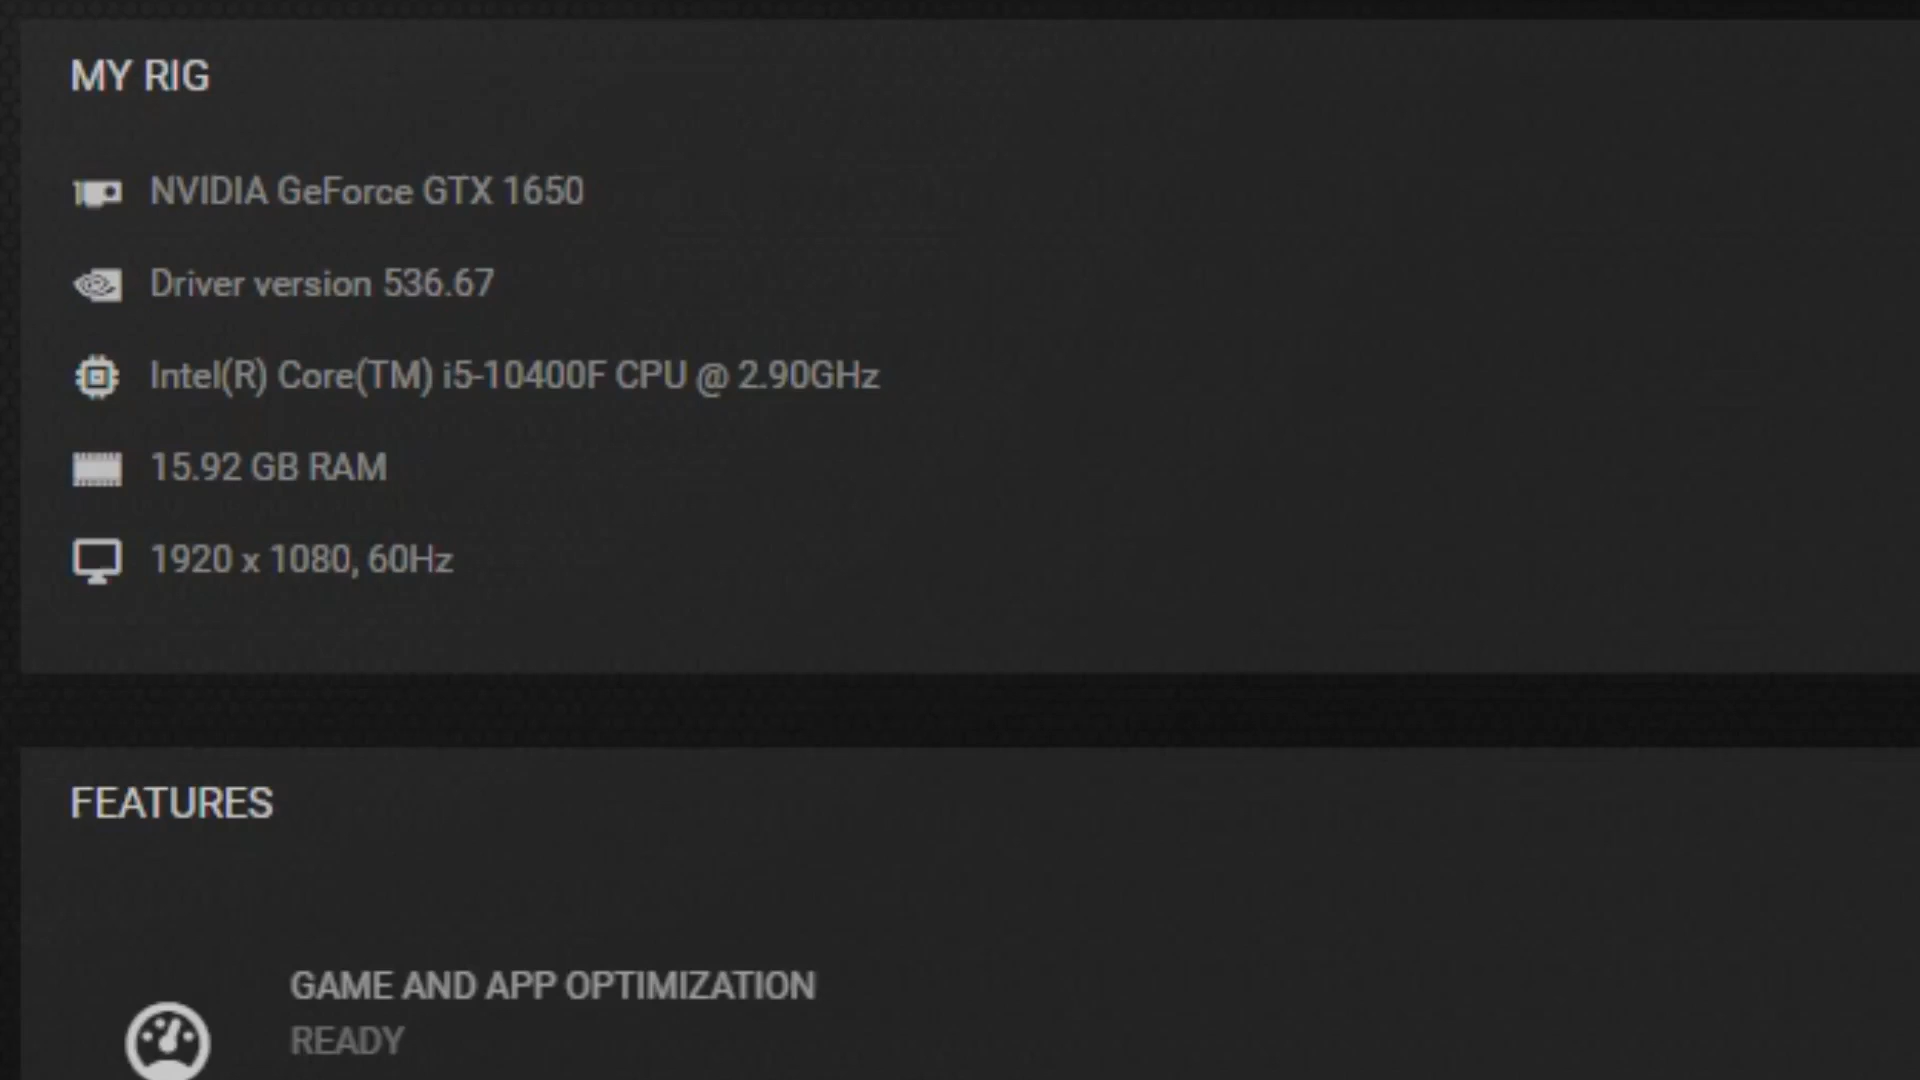 MY RIG
NVIDIA GeForce GTX 1650
Driver version 536.67
Intel(R) Core(TM) i5-10400F CPU @ 2.90GHz
15.92 GB RAM
1920 x 1080, 60Hz
FEATURES
GAME AND APP OPTIMIZATION
READY